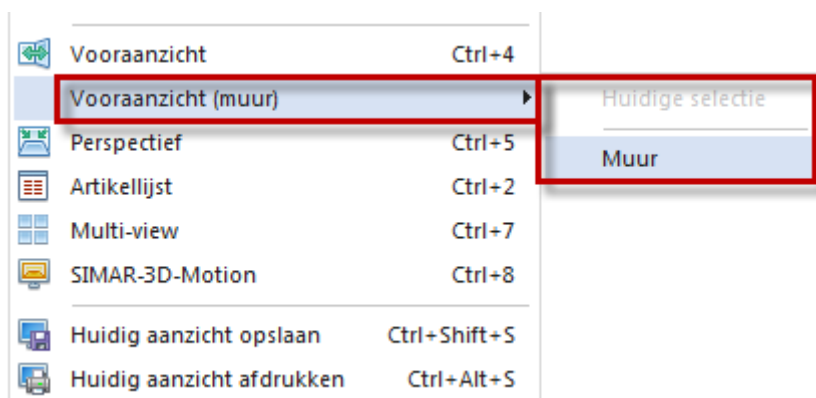 Vooraanzicht Ctrl+4
Vooraanzicht (muur)
Perspectief Ctrl+5
Artikellijst Ctrl+2
Multi-view Ctrl+7
SIMAR-3D-Motion Ctrl+8
Huidig aanzicht opslaan Ctrl+Shift+S
Huidig aanzicht afdrukken Ctrl+Alt+S
Huidige selectie
Muur